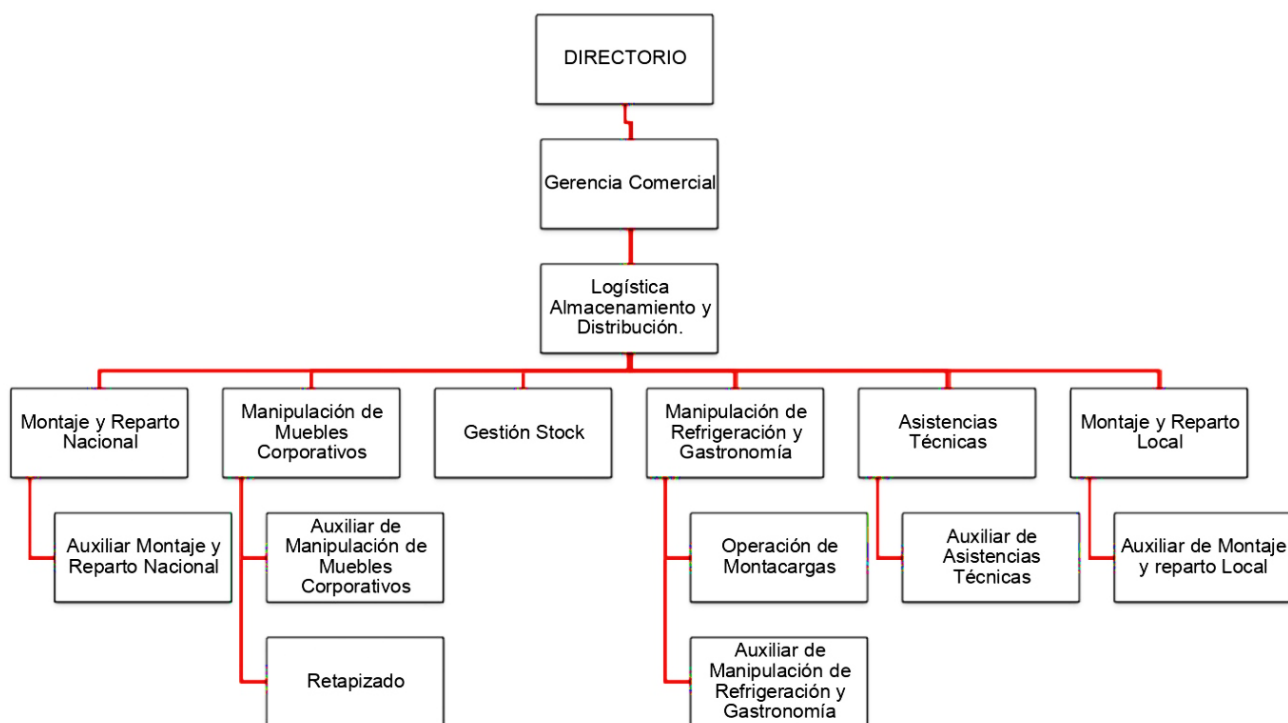 DIRECTORIO
Gerencia Comercial
Logística
Almacenamiento y
Distribución.
Montaje y Reparto
Nacional
Manipulación de
Muebles
Corporativos
Gestión Stock
Manipulación de
Refrigeración y
Gastronomía
Asistencias
Técnicas
Montaje y Reparto
Local
Auxiliar Montaje y
Reparto Nacional
Auxiliar de
Manipulación de
Muebles
Corporativos
Operación de
Montacargas
Auxiliar de
Asistencias
Técnicas
Auxiliar de Montaje
y reparto Local
Retapizado
Auxiliar de
Manipulación de
Refrigeración y
Gastronomía